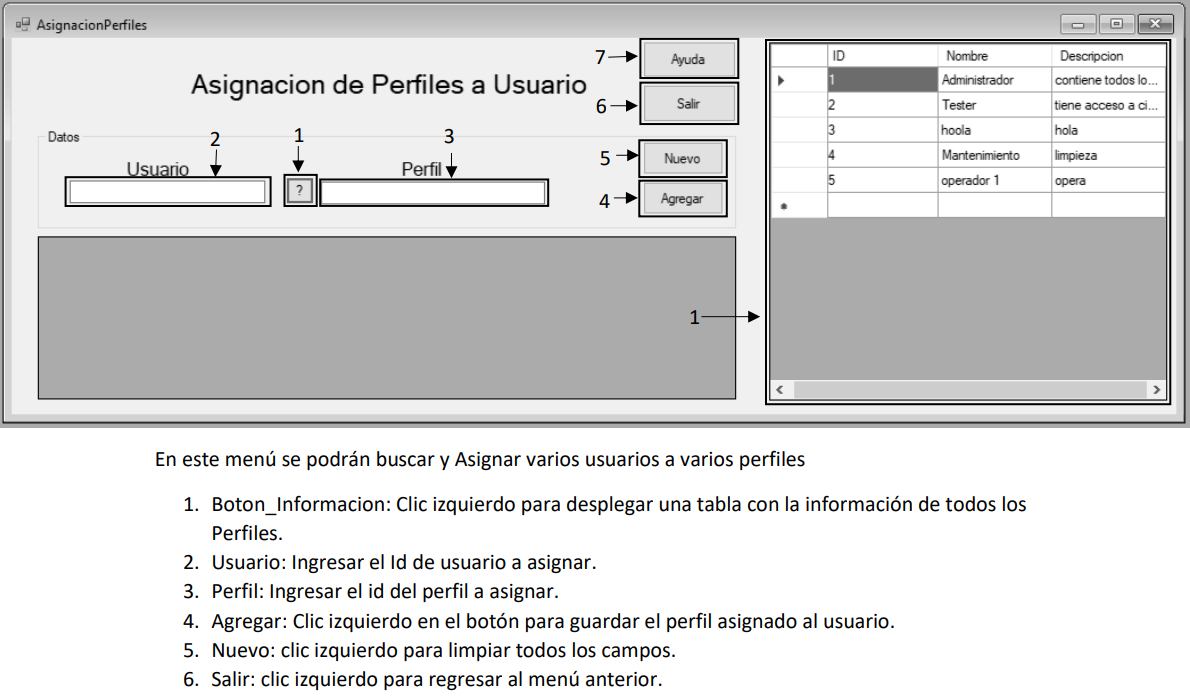 AsignacionPerfiles
Asignacion de Perfiles a Usuario
7 Ayuda
6 Salir
Datos
2 1 3
Usuario Perfil
?
5 Nuevo
4 Agregar
1
ID Nombre Descripcion
1 Administrador contiene todos lo...
2 Tester tiene acceso a ci...
3 hoola hola
4 Mantenimiento limpieza
5 operador 1 opera
En este menú se podrán buscar y Asignar varios usuarios a varios perfiles
1. Boton_Informacion: Clic izquierdo para desplegar una tabla con la información de todos los
Perfiles.
2. Usuario: Ingresar el Id de usuario a asignar.
3. Perfil: Ingresar el id del perfil a asignar.
4. Agregar: Clic izquierdo en el botón para guardar el perfil asignado al usuario.
5. Nuevo: clic izquierdo para limpiar todos los campos.
6. Salir: clic izquierdo para regresar al menú anterior.